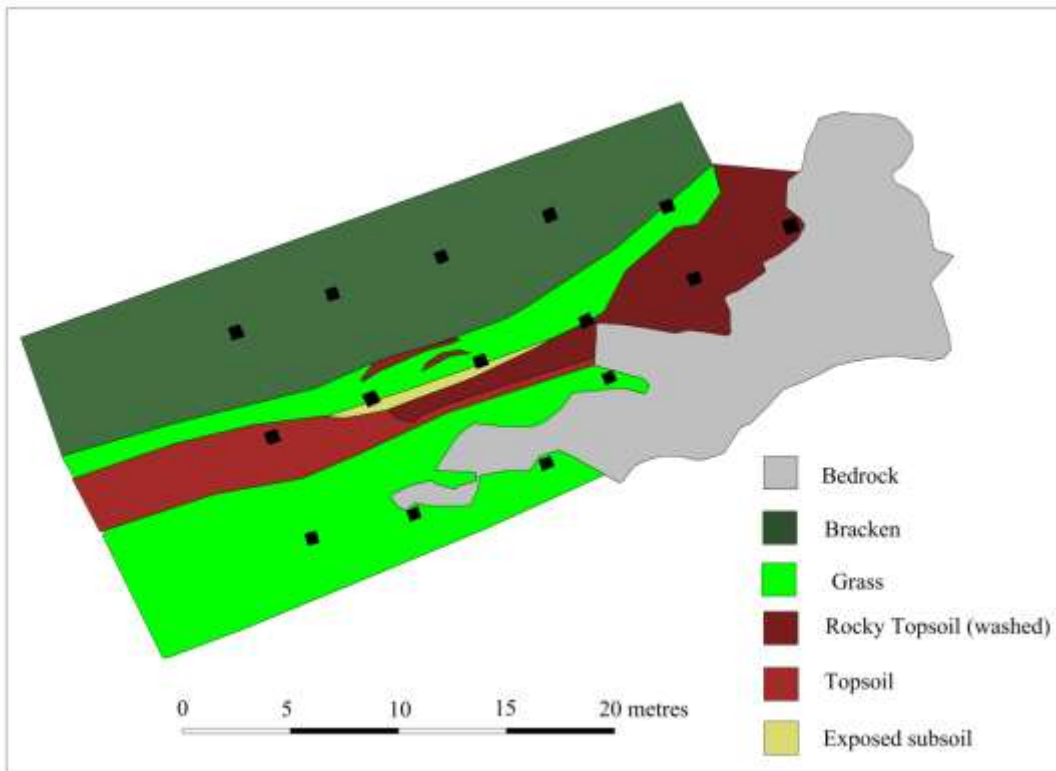 Bedrock
Bracken
Grass
Rocky Topsoil (washed)
Topsoil
Exposed subsoil
0 5 10 15 20 metres